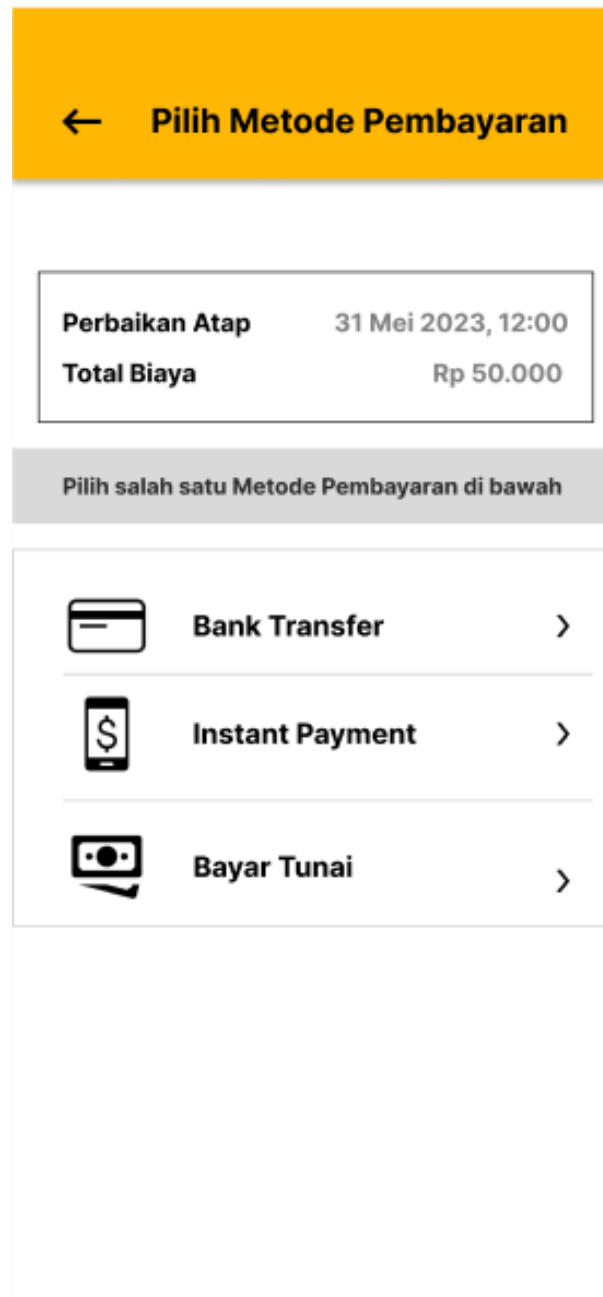 Pilih Metode Pembayaran
Perbaikan Atap 31 Mei 2023, 12:00
Total Biaya Rp 50.000
Pilih salah satu Metode Pembayaran di bawah
Bank Transfer
$
Instant Payment
Bayar Tunai